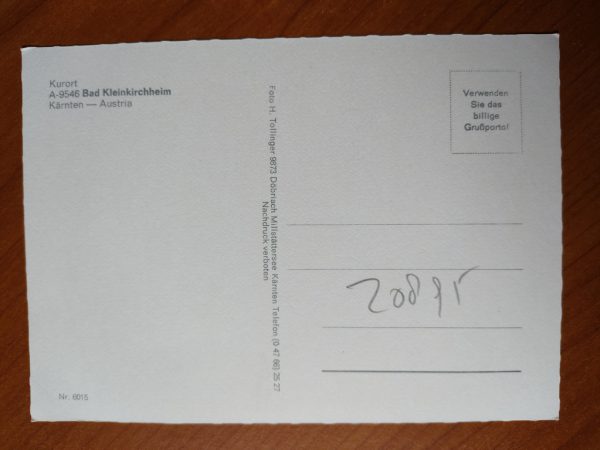 Kurort
A-9546 Bad Kleinkirchheim
Kärnten — Austria
Foto H. Tollinger 9873 Döbriach Millstättersee Kärnten Telefon (0 47 66) 25 27
Nachdruck verboten
Verwenden
Sie das
billige
Grußporto!
Nr. 6015